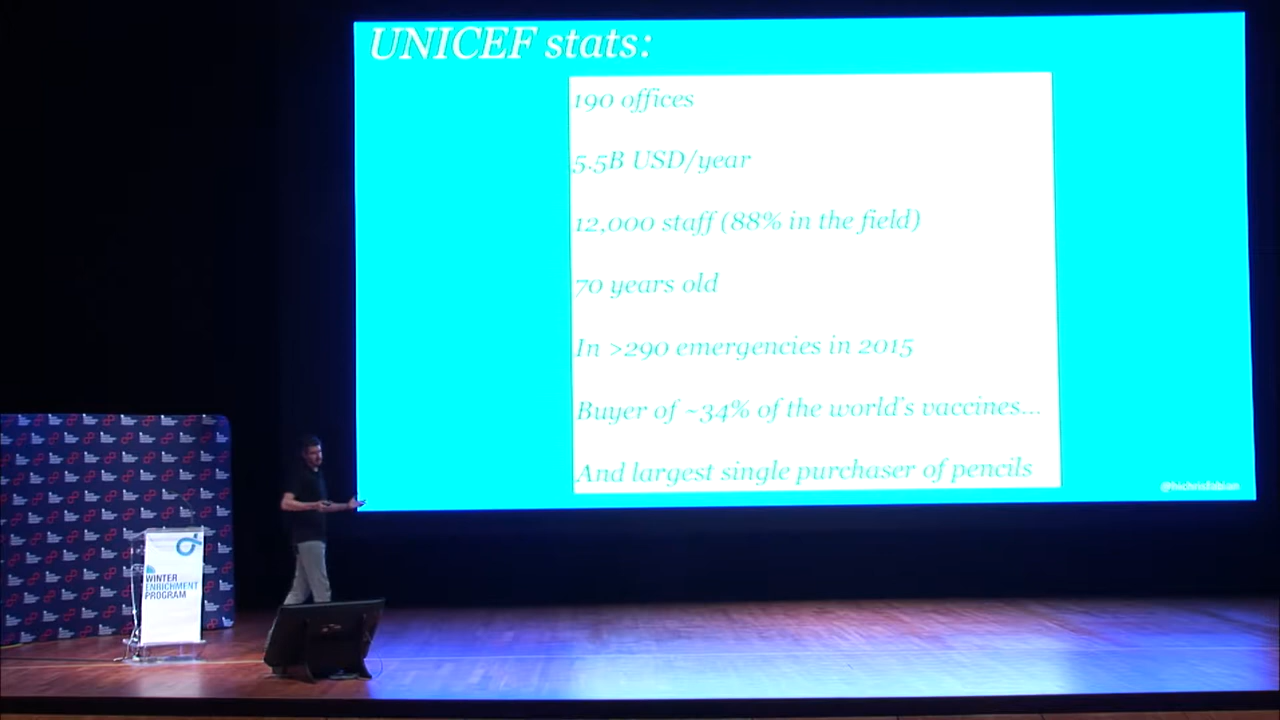 UNICEF stats:
190 offices
5.5B USD/year
12,000 staff (88% in the field)
70 years old
In >290 emergencies in 2015
Buyer of ~34% of the world's vaccines...
And largest single purchaser of pencils
WINTER
ENRICHMENT
PROGRAM